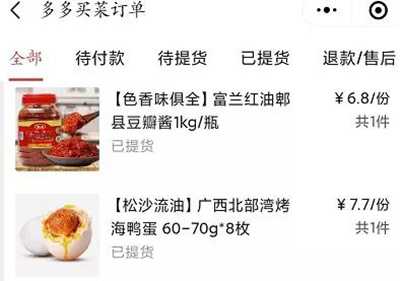 多多买菜订单
全部 待付款 待提货 已提货 退款/售后
【色香味俱全】富兰红油郫 ￥6.8/份
县豆瓣酱1kg/瓶 共1件
已提货
【松沙流油】广西北部湾烤 ￥7.7/份
海鸭蛋 60-70g*8枚 共1件
已提货